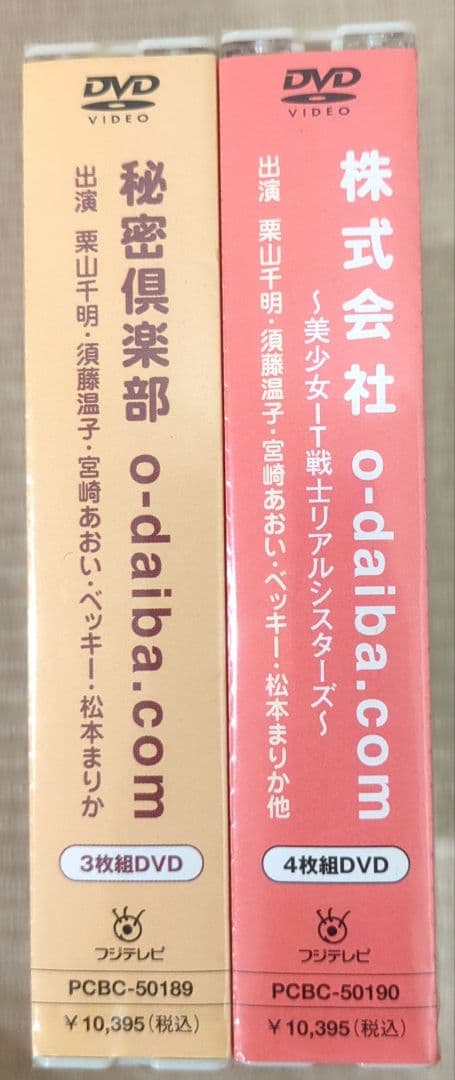 DVD
VIDEO
秘密倶楽部 o-daiba.com
出演 栗山千明・須藤温子・宮崎あおい・ベッキー・松本まりか
3枚組DVD
フジテレビ
PCBC-50189
￥10,395(税込)
DVD
VIDEO
株式会社 o-daiba.com
～美少女IT戦士リアルシスターズ～
出演 栗山千明・須藤温子・宮崎あおい・ベッキー・松本まりか他
4枚組DVD
フジテレビ
PCBC-50190
￥10,395(税込)